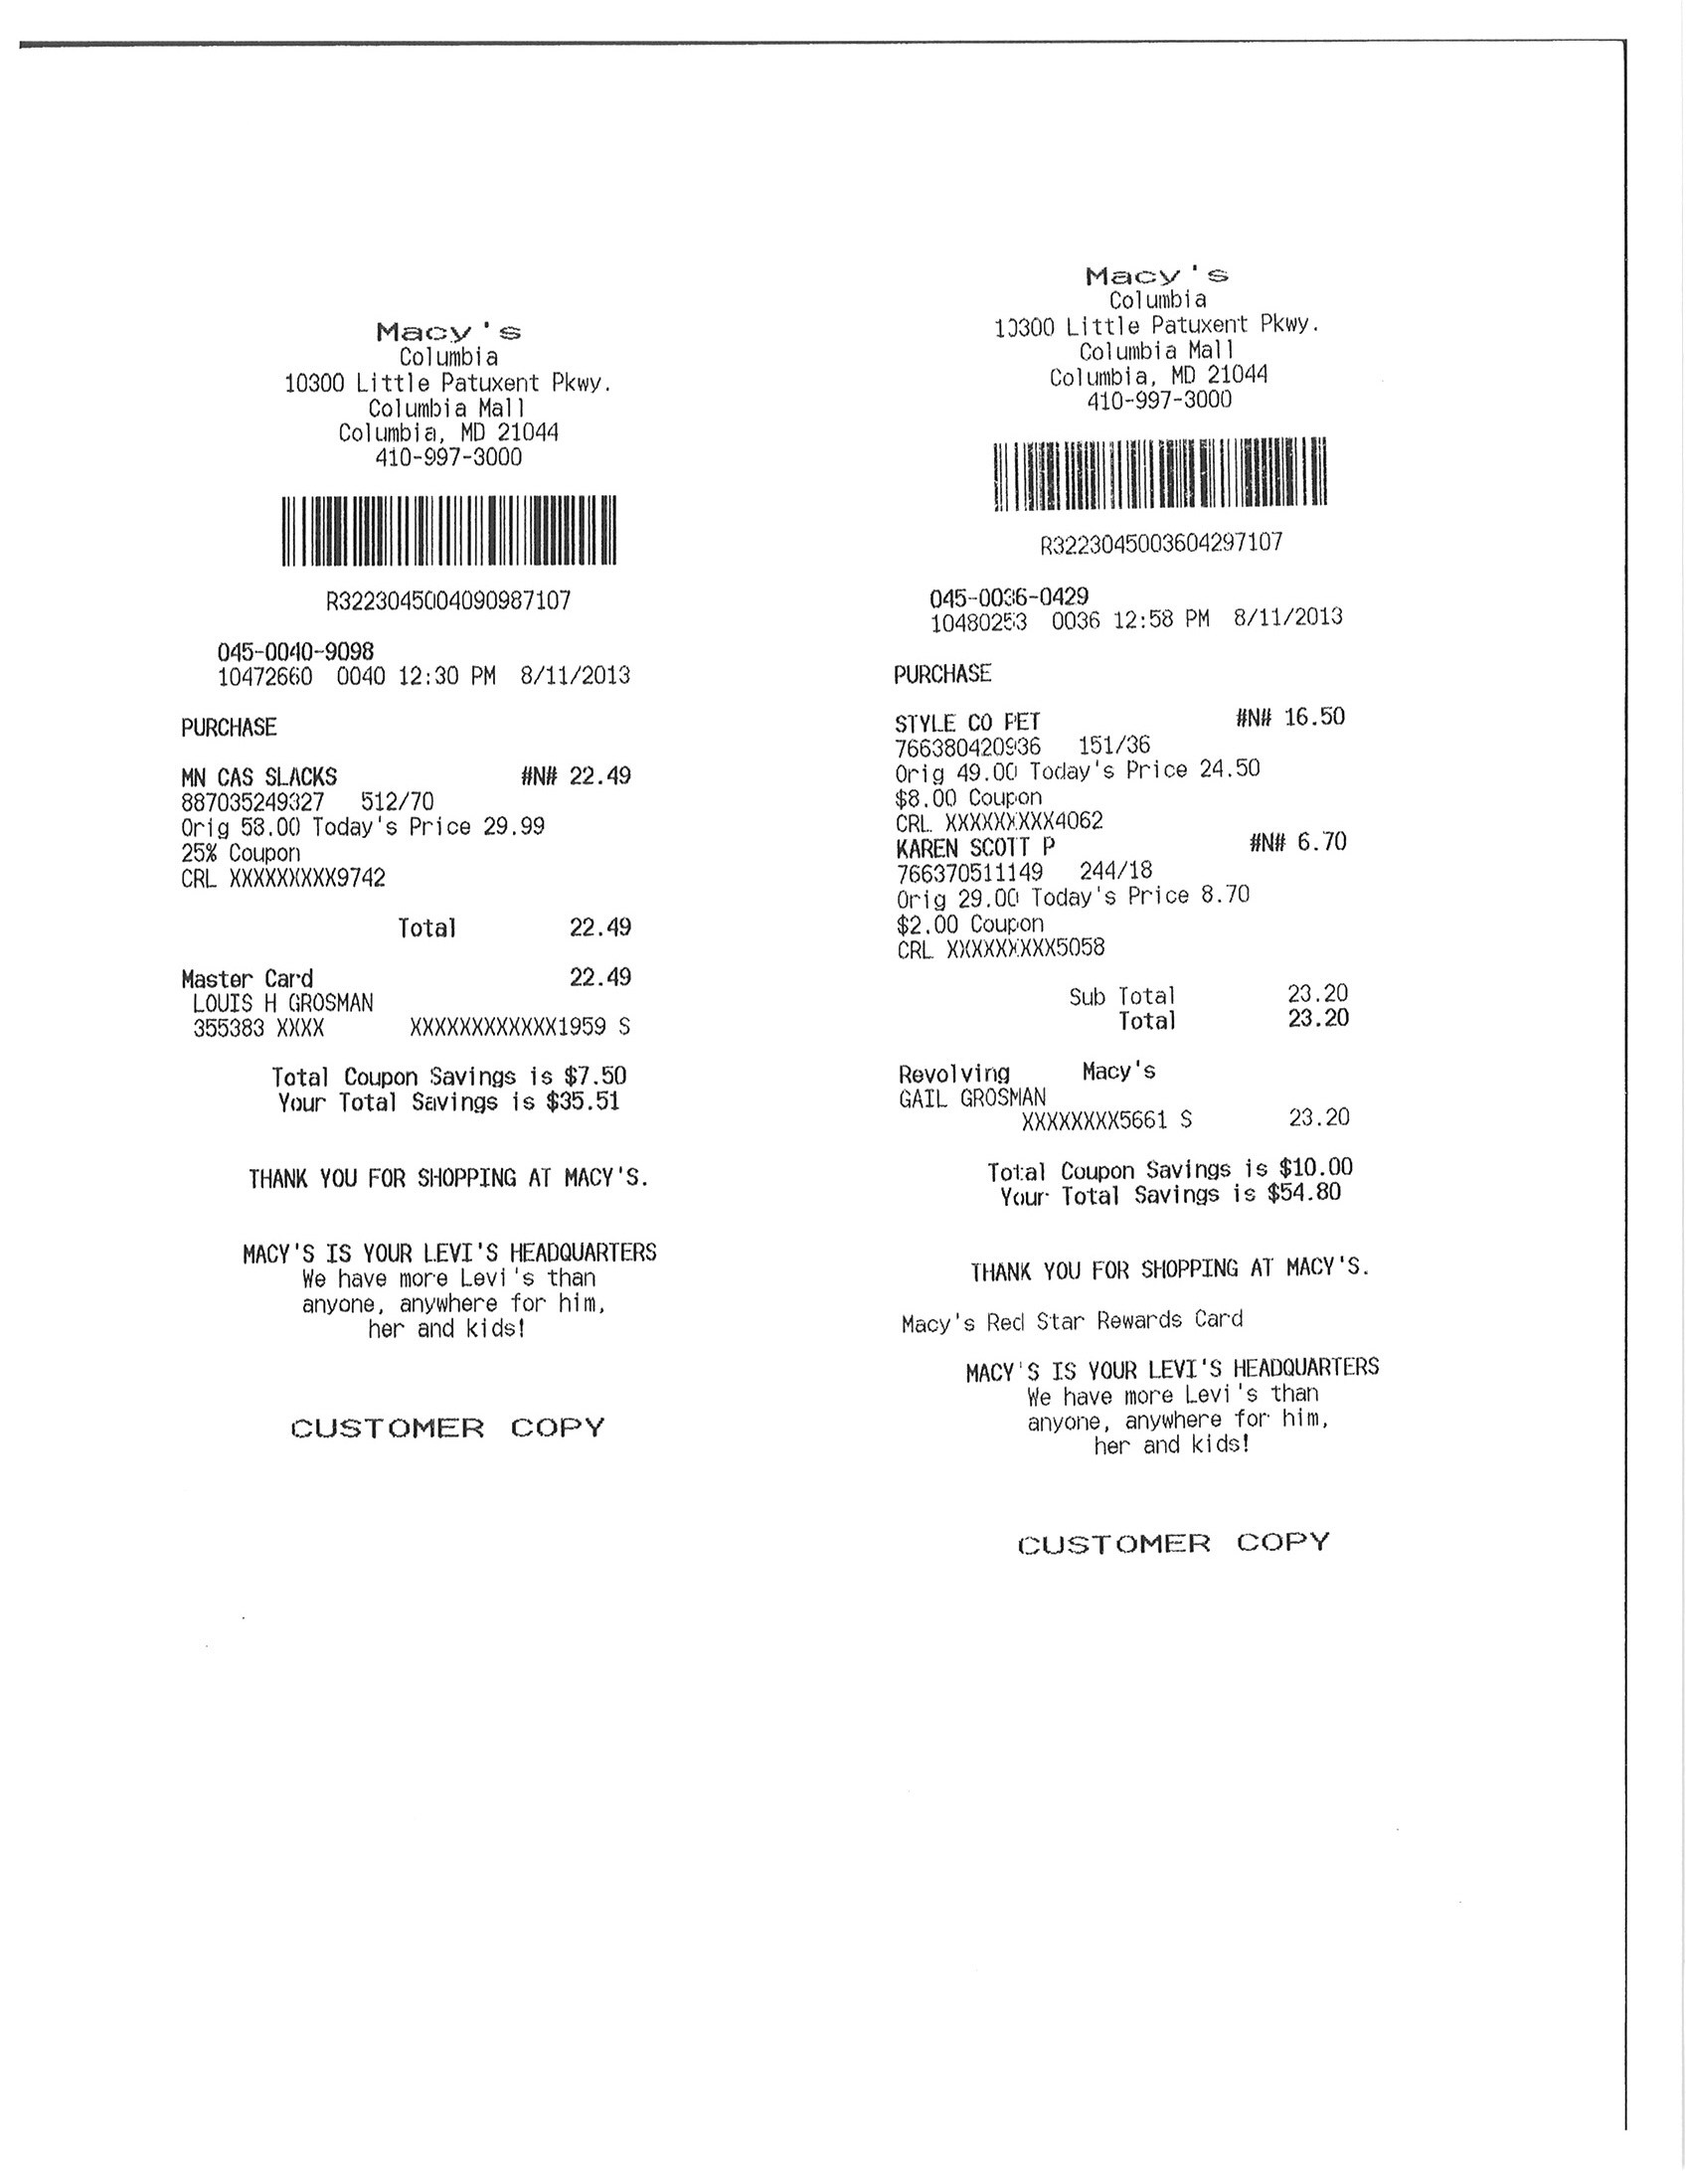 Macy's
Columbia
10300 Little Patuxent Pkwy.
Columbia Mall
Columbia, MD 21044
410-997-3000
R3223045004090987107
045-0040-9098
10472660 0040 12:30 PM 8/11/2013
PURCHASE
MN CAS SLACKS #N# 22.49
887035249327 512/70
Orig 58.00 Today's Price 29.99
25% Coupon
CRL XXXXXXXXX9742
Total 22.49
Master Card 22.49
LOUIS H GROSMAN
355383 XXXX XXXXXXXXXXXX1959 S
Total Coupon Savings is $7.50
Your Total Savings is $35.51
THANK YOU FOR SHOPPING AT MACY'S.
MACY'S IS YOUR LEVI'S HEADQUARTERS
We have more Levi's than
anyone, anywhere for him,
her and kids!
CUSTOMER COPY
Macy's
Columbia
10300 Little Patuxent Pkwy.
Columbia Mall
Columbia, MD 21044
410-997-3000
R3223045003604297107
045-0036-0429
10480253 0036 12:58 PM 8/11/2013
PURCHASE
STYLE CO PET #N# 16.50
766380420936 151/36
Orig 49.00 Today's Price 24.50
$8.00 Coupon
CRL XXXXXXXXX4062
KAREN SCOTT P #N# 6.70
766370511149 244/18
Orig 29.00 Today's Price 8.70
$2.00 Coupon
CRL XXXXXXXXX5058
Sub Total 23.20
Total 23.20
Revolving Macy's
GAIL GROSMAN
XXXXXXXX5661 S 23.20
Total Coupon Savings is $10.00
Your Total Savings is $54.80
THANK YOU FOR SHOPPING AT MACY'S.
Macy's Red Star Rewards Card
MACY'S IS YOUR LEVI'S HEADQUARTERS
We have more Levi's than
anyone, anywhere for him,
her and kids!
CUSTOMER COPY